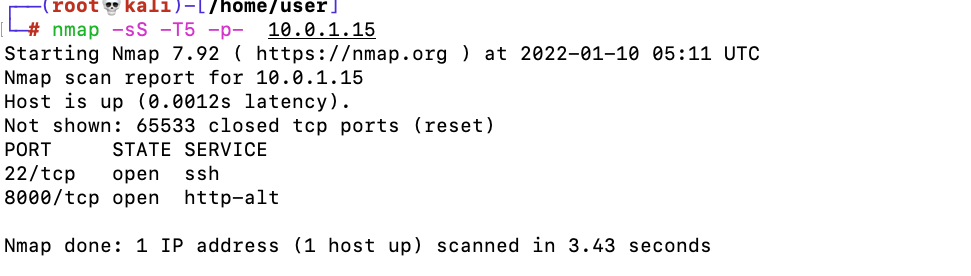 ┌──(root💀kali)-[/home/user]
└─# nmap -sS -T5 -p-  10.0.1.15
Starting Nmap 7.92 ( https://nmap.org ) at 2022-01-10 05:11 UTC
Nmap scan report for 10.0.1.15
Host is up (0.0012s latency).
Not shown: 65533 closed tcp ports (reset)
PORT     STATE SERVICE
22/tcp   open  ssh
8000/tcp open  http-alt

Nmap done: 1 IP address (1 host up) scanned in 3.43 seconds